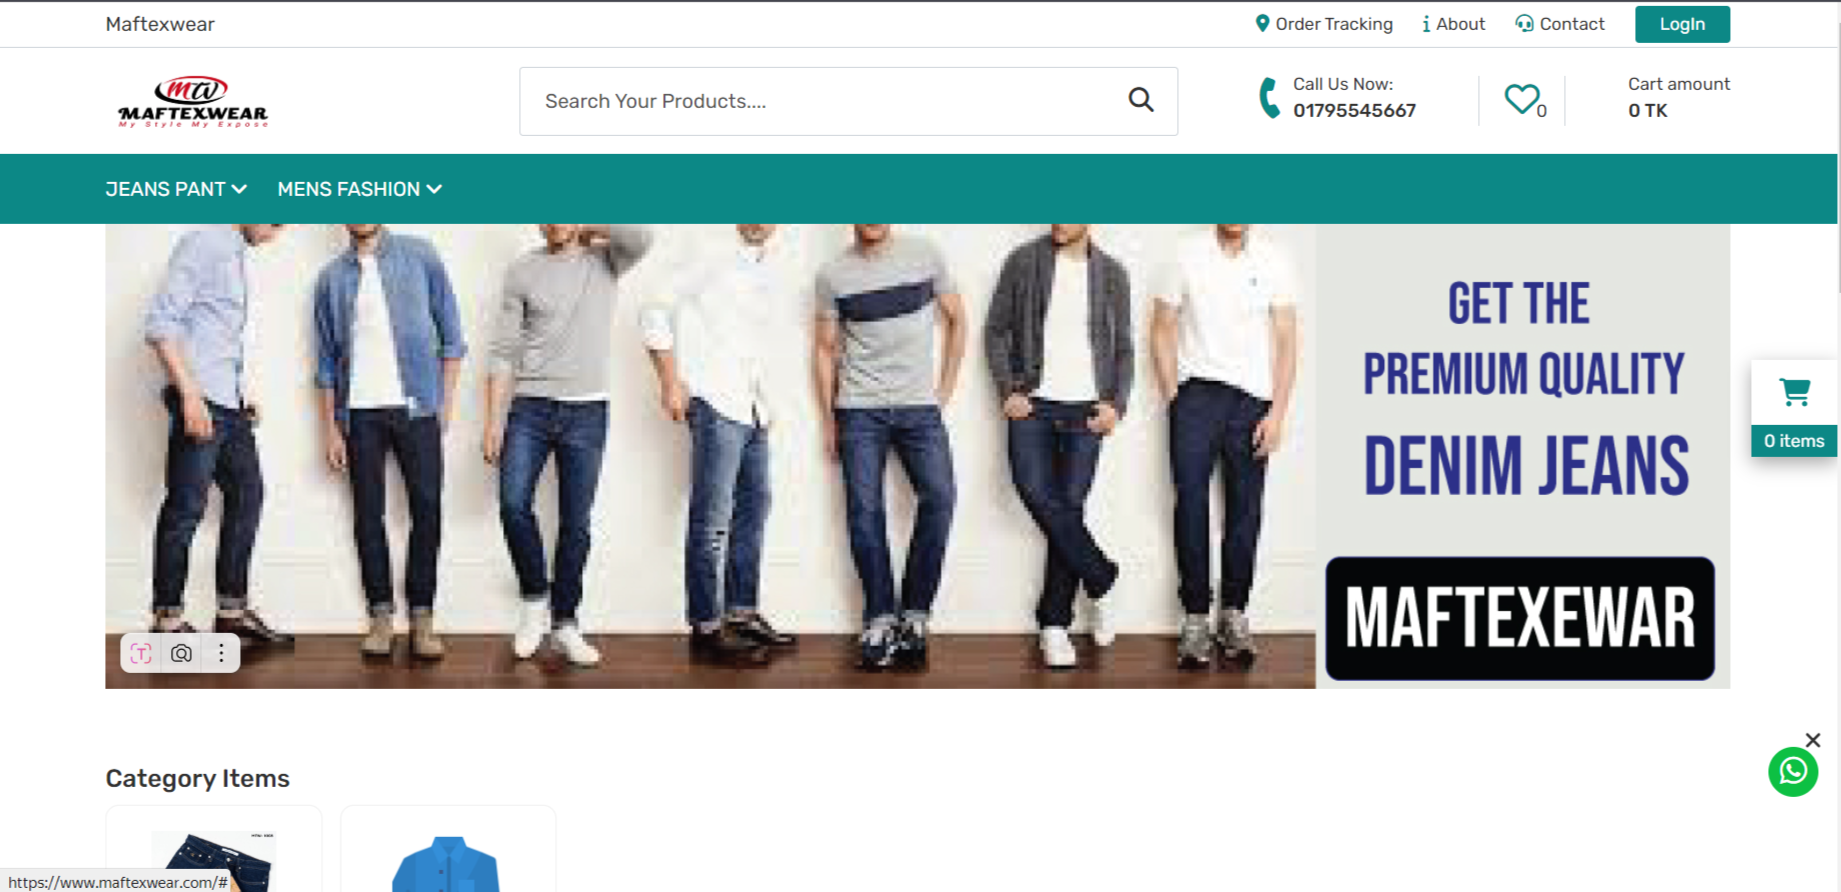 Maftexwear
Order Tracking
About
Contact
LogIn
MW
MAFTEXWEAR
My Style My Expose
Search Your Products....
Call Us Now:
01795545667
0
Cart amount
0 TK
JEANS PANT
MENS FASHION
GET THE
PREMIUM QUALITY
DENIM JEANS
MAFTEXEWAR
0 items
T
Category Items
https://www.maftexwear.com/#